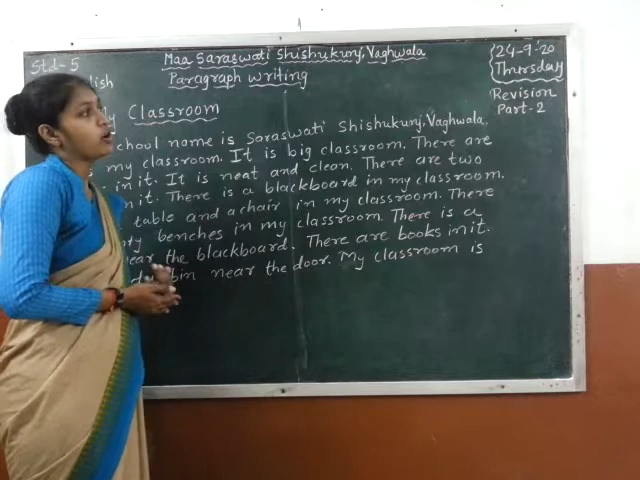 Std-5
Maa Saraswati Shishukunj, Vaghwala
24-9-'20
Thursday
Paragraph writing
Revision
Part-2
Classroom
school name is Saraswati Shishukunj, Vaghwala.
my classroom. It is big classroom. There are
in it. It is neat and clean. There are two
in it. There is a blackboard in my classroom.
table and a chair in my classroom. There
benches in my classroom. There is a
near the blackboard. There are books in it.
near the door. My classroom is